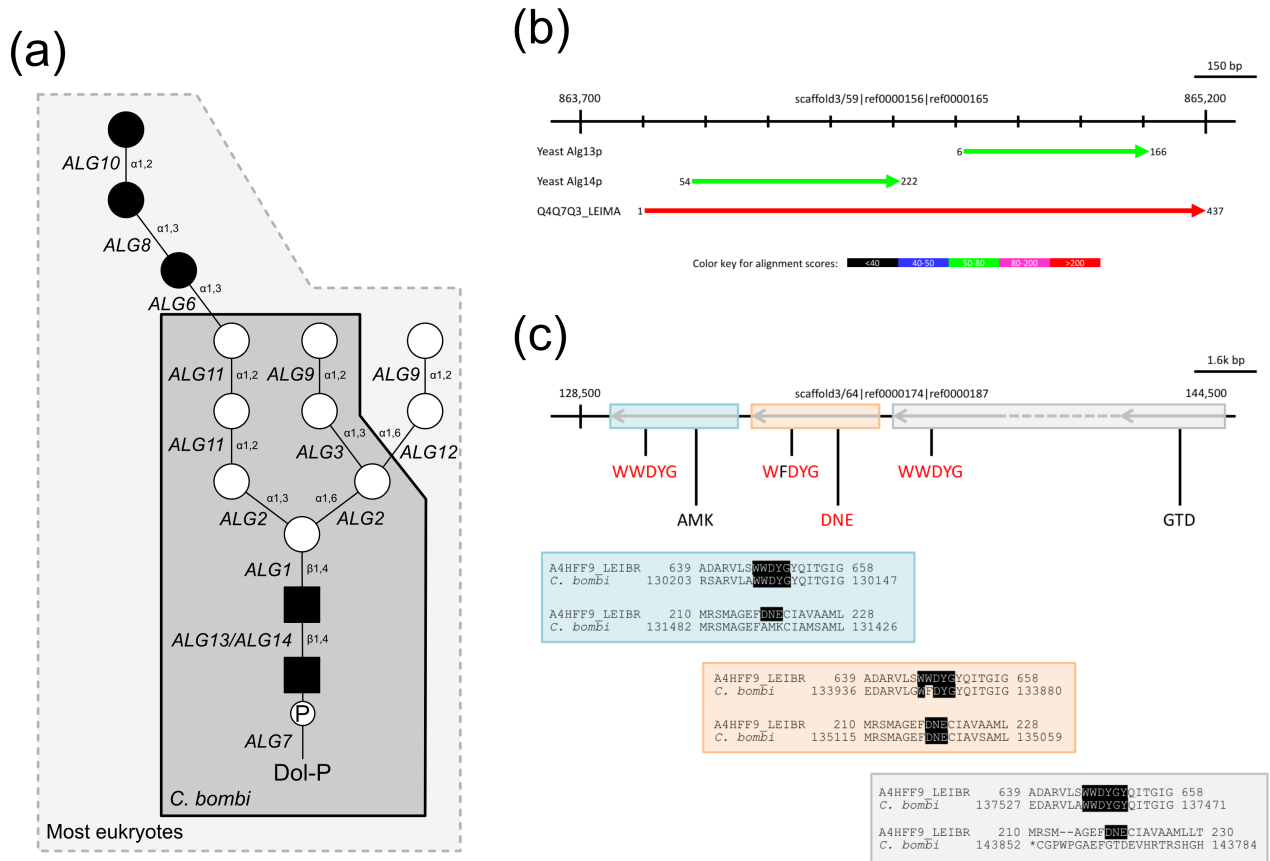 (a)
ALG10 α1,2
α1,3
ALG8
α1,3
ALG6
ALG11 α1,2 ALG9 α1,2 ALG9 α1,2
ALG11 α1,2 α1,3 α1,6
ALG3 ALG12
α1,3 α1,6
ALG2 ALG2
ALG1 β1,4
ALG13/ALG14 β1,4
P
ALG7
Dol-P
C. bombi
Most eukryotes
(b)
150 bp
863,700 scaffold3/59|ref0000156|ref0000165 865,200
Yeast Alg13p 6 166
Yeast Alg14p 54 222
Q4Q7Q3_LEIMA 1 437
Color key for alignment scores: <40 40-50 50-80 80-200 >200
(c)
1.6k bp
128,500 scaffold3/64|ref0000174|ref0000187 144,500
WWDYG WFDYG WWDYG
AMK DNE GTD
A4HFF9_LEIBR 639 ADARVLSWWDYGYQITGIG 658
C. bombi 130203 RSARVLAWWDYGYQITGIG 130147
A4HFF9_LEIBR 210 MRSMAGEFDNECIAVAAML 228
C. bombi 131482 MRSMAGEFAMKCIAMSAML 131426
A4HFF9_LEIBR 639 ADARVLSWWDYGYQITGIG 658
C. bombi 133936 EDARVLGWFDYGYQITGIG 133880
A4HFF9_LEIBR 210 MRSMAGEFDNECIAVAAML 228
C. bombi 135115 MRSMAGEFDNECIAVSAML 135059
A4HFF9_LEIBR 639 ADARVLSWWDYGYQITGIG 658
C. bombi 137527 EDARVLAWWDYGYQITGIG 137471
A4HFF9_LEIBR 210 MRSM--AGEFDNECIAVAAMLLT 230
C. bombi 143852 *CGPWPGAEFGTDEVHRTRSHGH 143784